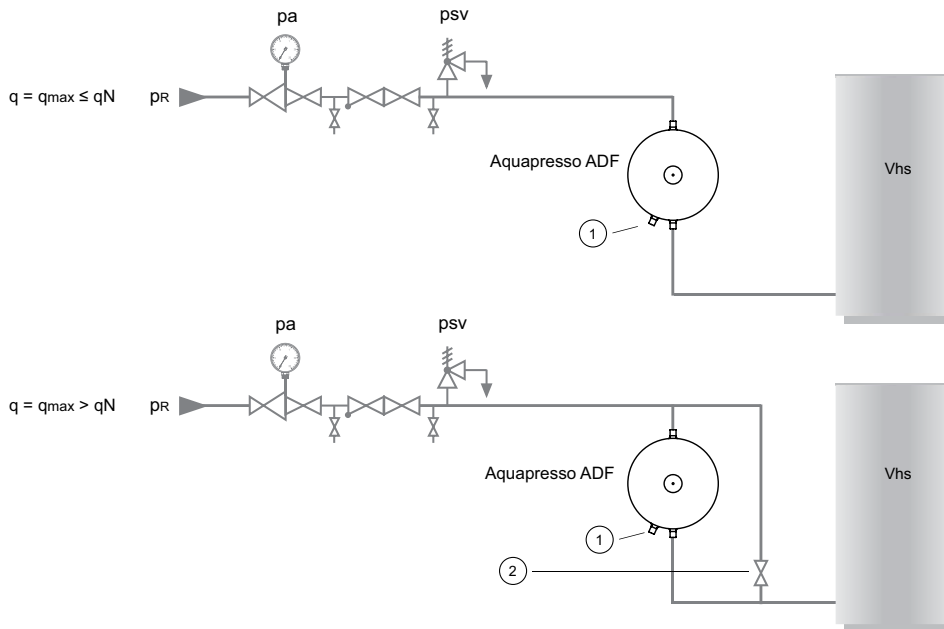 pa
psv
q = qmax ≤ qN
pR
Aquapresso ADF
Vhs
1
pa
psv
q = qmax > qN
pR
Aquapresso ADF
Vhs
1
2